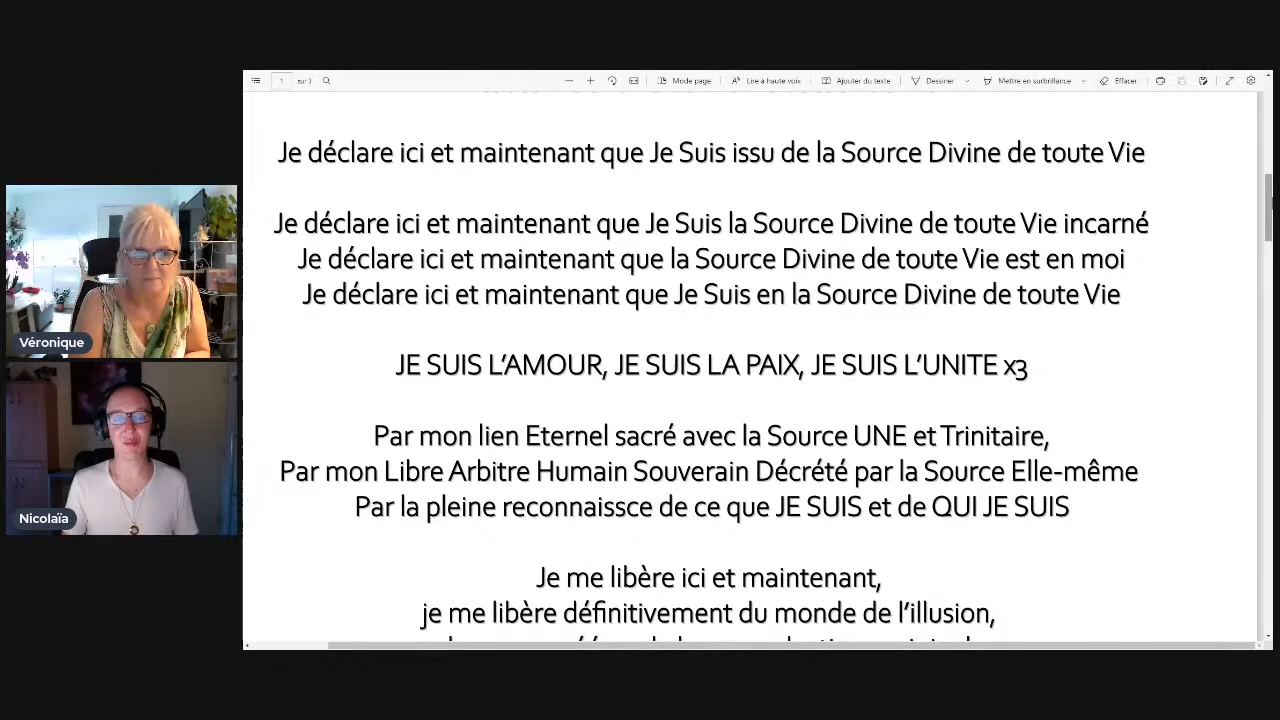 1 sur 3 Mode page Lire à haute voix Ajouter du texte Dessiner Mettre en surbrillance Effacer
Je déclare ici et maintenant que Je Suis issu de la Source Divine de toute Vie
Je déclare ici et maintenant que Je Suis la Source Divine de toute Vie incarné
Je déclare ici et maintenant que la Source Divine de toute Vie est en moi
Je déclare ici et maintenant que Je Suis en la Source Divine de toute Vie
JE SUIS L’AMOUR, JE SUIS LA PAIX, JE SUIS L’UNITE x3
Par mon lien Eternel sacré avec la Source UNE et Trinitaire,
Par mon Libre Arbitre Humain Souverain Décrété par la Source Elle-même
Par la pleine reconnaissce de ce que JE SUIS et de QUI JE SUIS
Je me libère ici et maintenant,
je me libère définitivement du monde de l’illusion,
Véronique
Nicolaïa